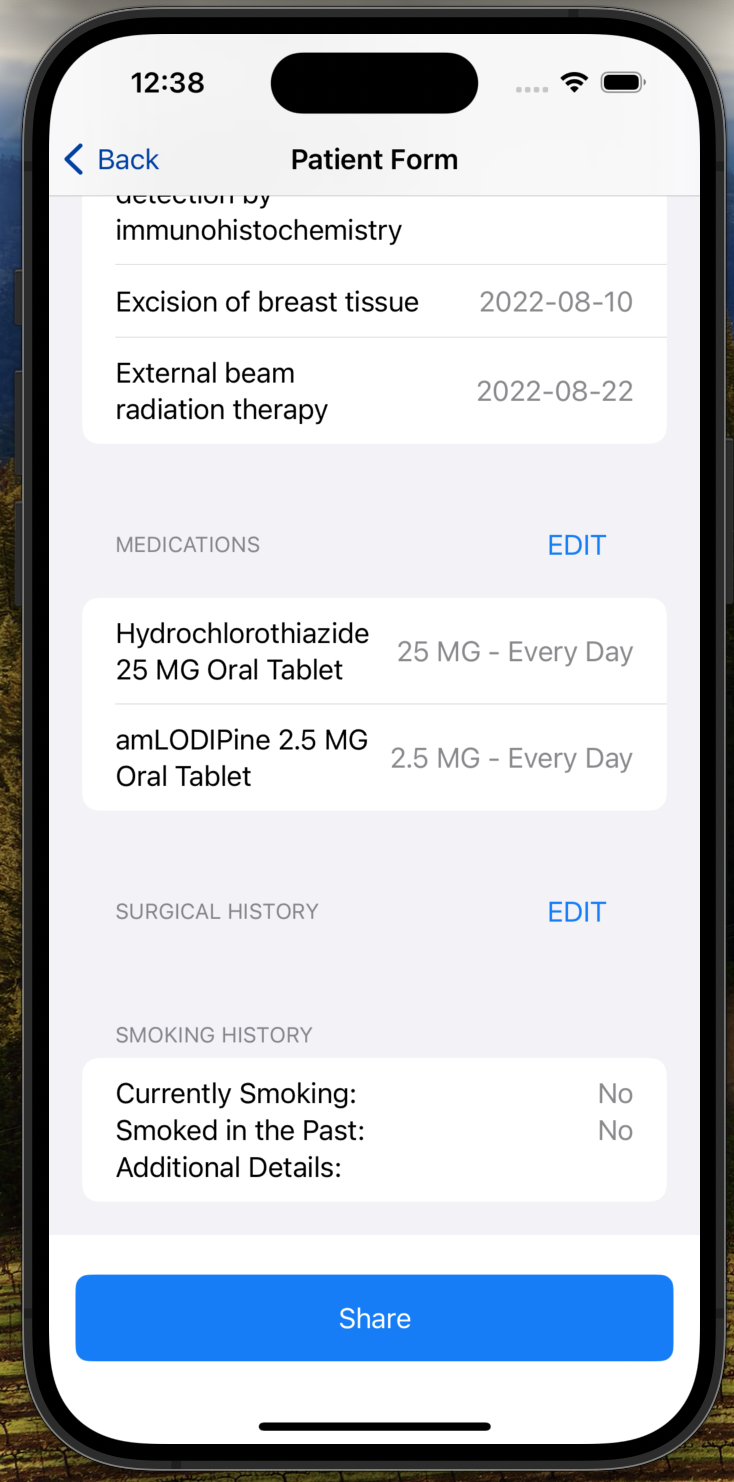 12:38
Back
Patient Form
detection by
immunohistochemistry
Excision of breast tissue 2022-08-10
External beam
radiation therapy
2022-08-22
MEDICATIONS EDIT
Hydrochlorothiazide
25 MG Oral Tablet
25 MG - Every Day
amLODIPine 2.5 MG
Oral Tablet
2.5 MG - Every Day
SURGICAL HISTORY EDIT
SMOKING HISTORY
Currently Smoking: No
Smoked in the Past: No
Additional Details:
Share